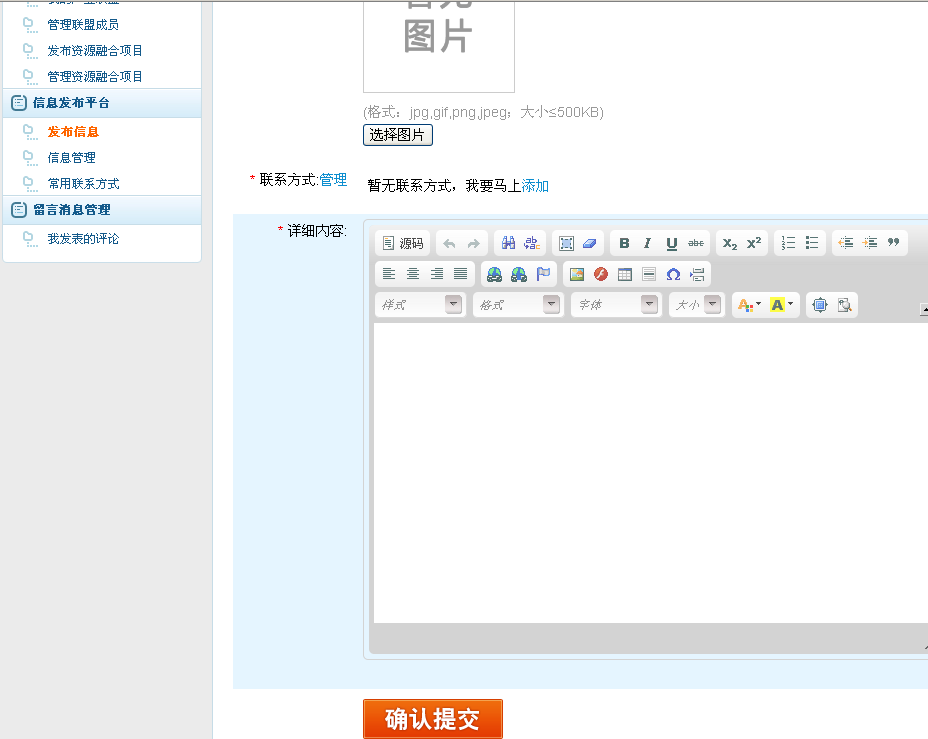 管理联盟成员
发布资源融合项目
管理资源融合项目
信息发布平台
发布信息
信息管理
常用联系方式
留言消息管理
我发表的评论
图片
(格式：jpg,gif,png,jpeg；大小≤500KB)
选择图片
* 联系方式:管理 暂无联系方式，我要马上添加
* 详细内容:
源码
样式 格式 字体 大小
确认提交